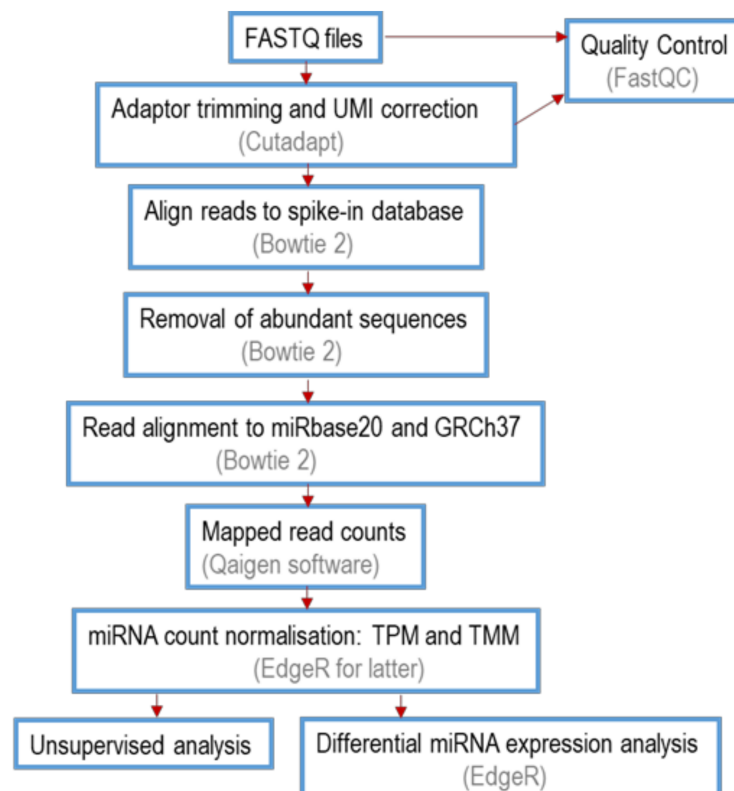 FASTQ files
Quality Control
(FastQC)
Adaptor trimming and UMI correction
(Cutadapt)
Align reads to spike-in database
(Bowtie 2)
Removal of abundant sequences
(Bowtie 2)
Read alignment to miRbase20 and GRCh37
(Bowtie 2)
Mapped read counts
(Qaigen software)
miRNA count normalisation: TPM and TMM
(EdgeR for latter)
Unsupervised analysis
Differential miRNA expression analysis
(EdgeR)